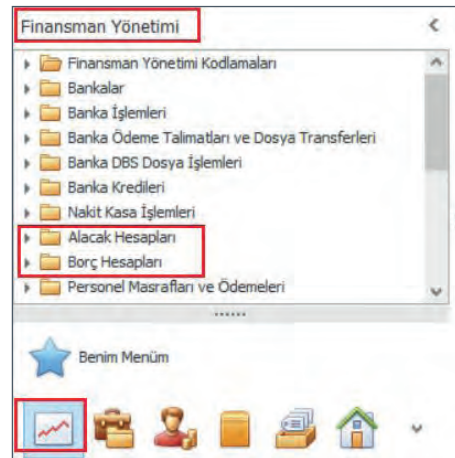 Finansman Yönetimi
Finansman Yönetimi Kodlamaları
Bankalar
Banka İşlemleri
Banka Ödeme Talimatları ve Dosya Transferleri
Banka DBS Dosya İşlemleri
Banka Kredileri
Nakit Kasa İşlemleri
Alacak Hesapları
Borç Hesapları
Personel Masrafları ve Ödemeleri
Benim Menüm